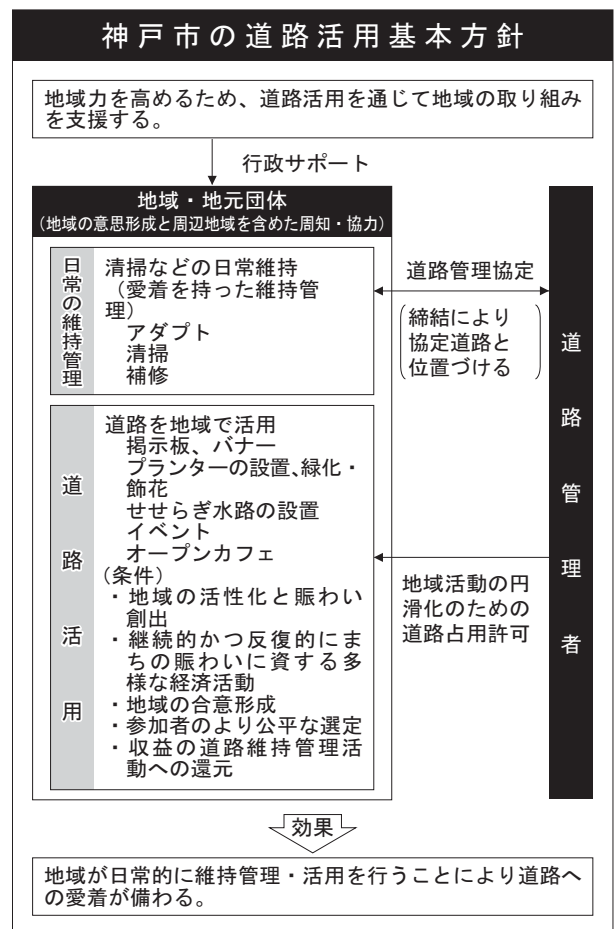 神戸市の道路活用基本方針
地域力を高めるため、道路活用を通じて地域の取り組み
を支援する。
行政サポート
地域・地元団体
(地域の意思形成と周辺地域を含めた周知・協力)
日常の維持管理
清掃などの日常維持
(愛着を持った維持管
理)
アダプト
清掃
補修
道路管理協定
締結により
協定道路と
位置づける
道路管理者
道路活用
道路を地域で活用
掲示板、バナー
プランターの設置、緑化・
飾花
せせらぎ水路の設置
イベント
オープンカフェ
(条件)
・地域の活性化と賑わい
創出
・継続的かつ反復的にま
ちの賑わいに資する多
様な経済活動
・地域の合意形成
・参加者のより公平な選定
・収益の道路維持管理活
動への還元
地域活動の円
滑化のための
道路占用許可
効果
地域が日常的に維持管理・活用を行うことにより道路へ
の愛着が備わる。